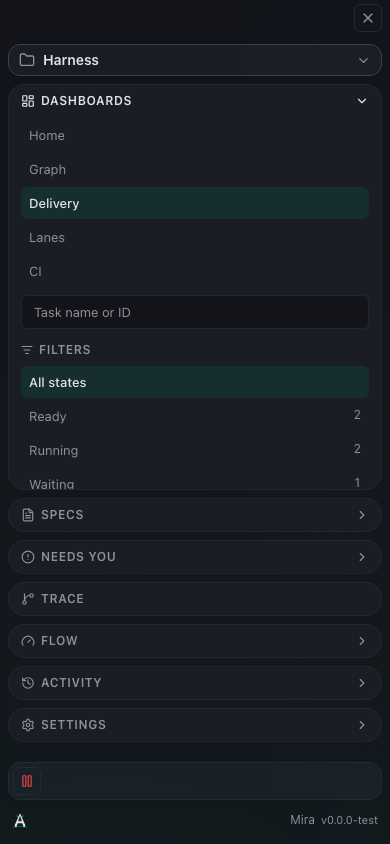 Harness
DASHBOARDS
Home
Graph
Delivery
Lanes
CI
Task name or ID
FILTERS
All states
Ready 2
Running 2
Waiting 1
SPECS
NEEDS YOU
TRACE
FLOW
ACTIVITY
SETTINGS
A Mira v0.0.0-test